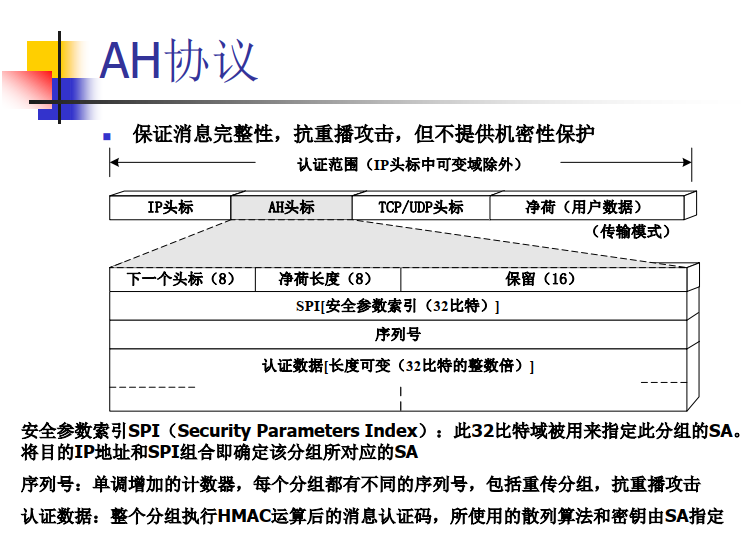 AH协议
保证消息完整性，抗重播攻击，但不提供机密性保护
认证范围（IP头标中可变域除外）
IP头标 AH头标 TCP/UDP头标 净荷（用户数据）
（传输模式）
下一个头标（8） 净荷长度（8） 保留（16）
SPI[安全参数索引（32比特）]
序列号
认证数据[长度可变（32比特的整数倍）]
安全参数索引SPI（Security Parameters Index）：此32比特域被用来指定此分组的SA。
将目的IP地址和SPI组合即确定该分组所对应的SA
序列号：单调增加的计数器，每个分组都有不同的序列号，包括重传分组，抗重播攻击
认证数据：整个分组执行HMAC运算后的消息认证码，所使用的散列算法和密钥由SA指定